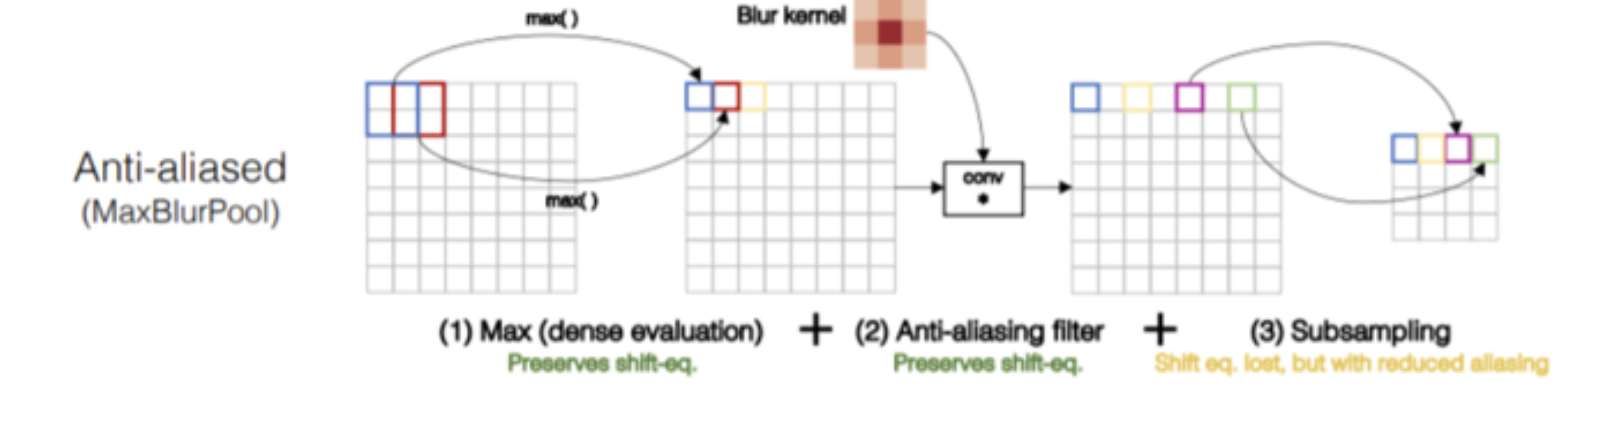 max( )
Blur kernel
Anti-aliased
(MaxBlurPool)
max( )
conv
*
(1) Max (dense evaluation) + (2) Anti-aliasing filter + (3) Subsampling
Preserves shift-eq. Preserves shift-eq. Shift eq. lost, but with reduced aliasing